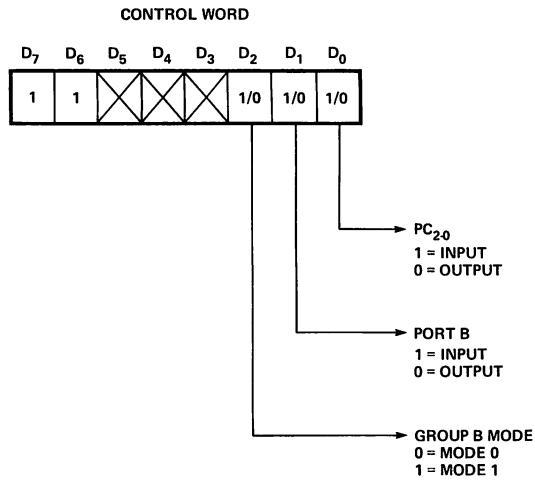 CONTROL WORD
D7 D6 D5 D4 D3 D2 D1 D0
1 1 1/0 1/0 1/0
PC2-0
1 = INPUT
0 = OUTPUT
PORT B
1 = INPUT
0 = OUTPUT
GROUP B MODE
0 = MODE 0
1 = MODE 1